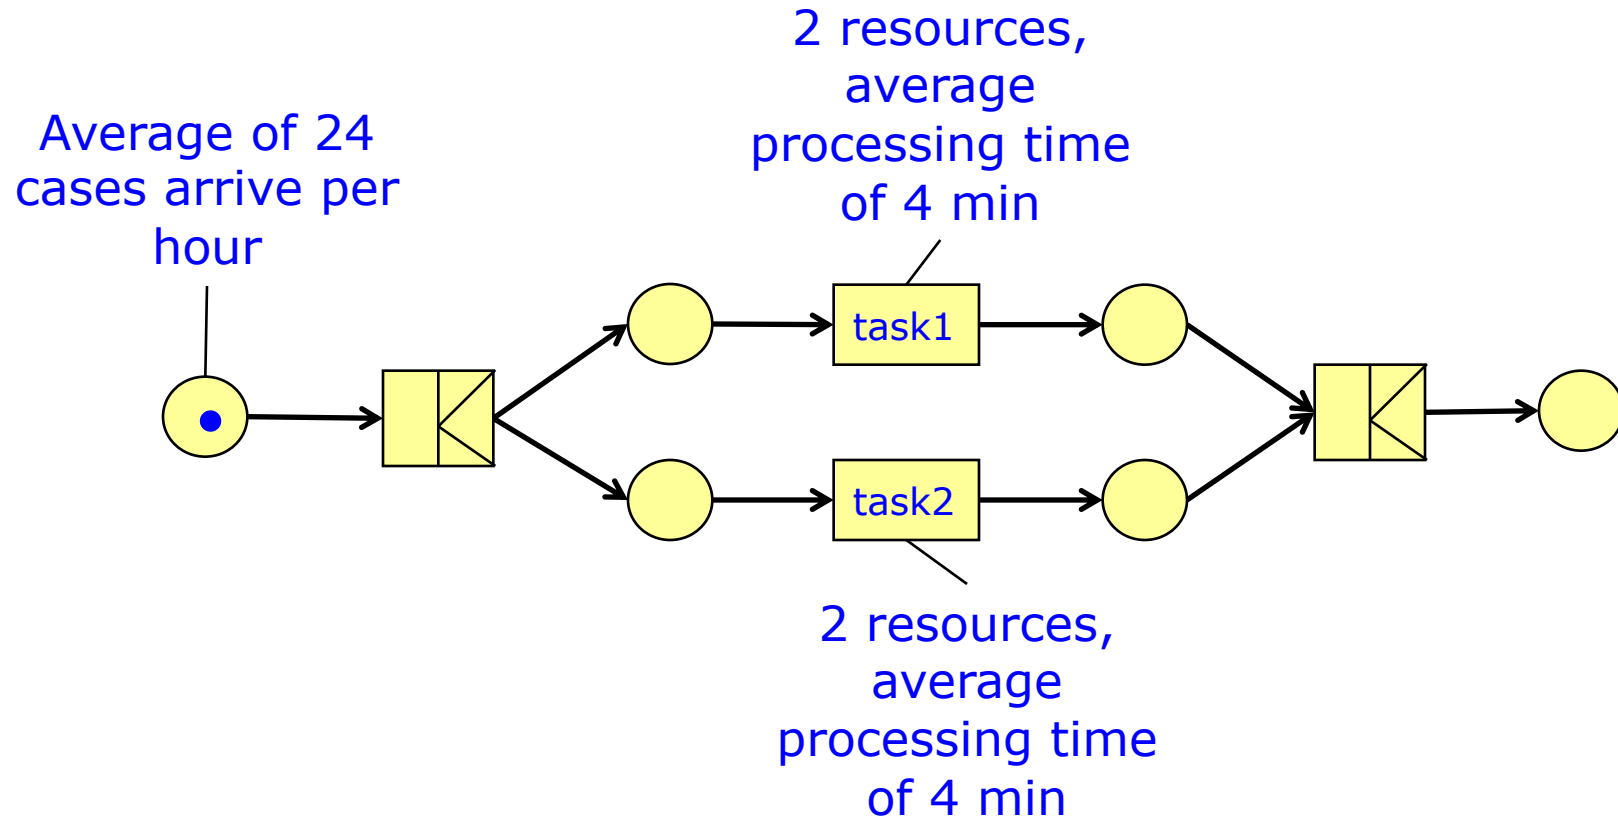 2 resources,
average
processing time
of 4 min
Average of 24
cases arrive per
hour
task1
task2
2 resources,
average
processing time
of 4 min